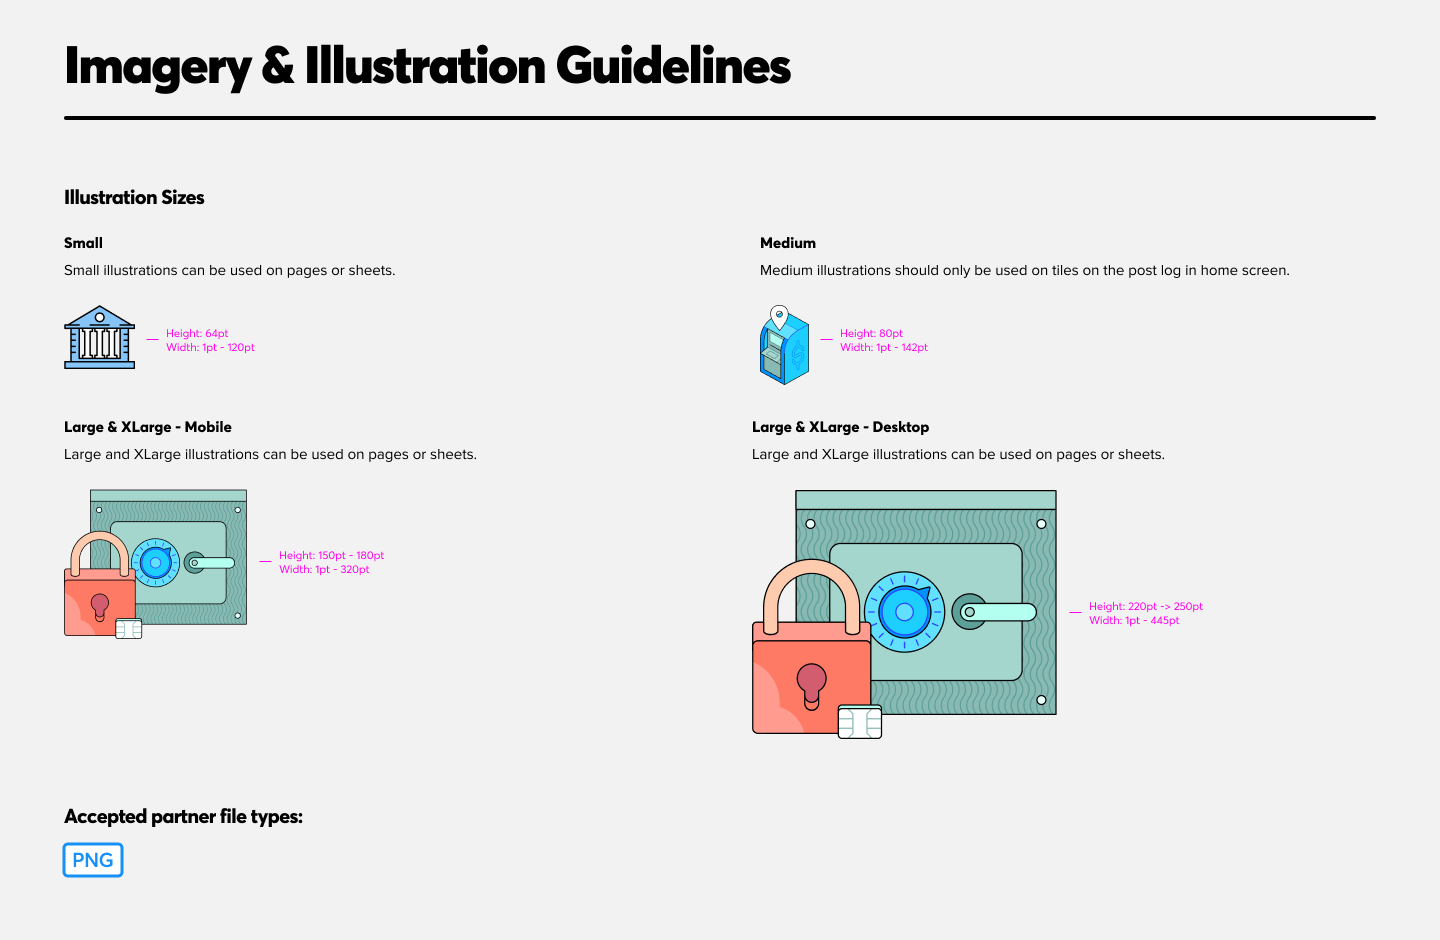 Imagery & Illustration Guidelines
Illustration Sizes
Small
Small illustrations can be used on pages or sheets.
Height: 64pt
Width: 1pt - 120pt
Medium
Medium illustrations should only be used on tiles on the post log in home screen.
Height: 80pt
Width: 1pt - 142pt
Large & XLarge - Mobile
Large and XLarge illustrations can be used on pages or sheets.
Height: 150pt - 180pt
Width: 1pt - 320pt
Large & XLarge - Desktop
Large and XLarge illustrations can be used on pages or sheets.
Height: 220pt -> 250pt
Width: 1pt - 445pt
Accepted partner file types:
PNG